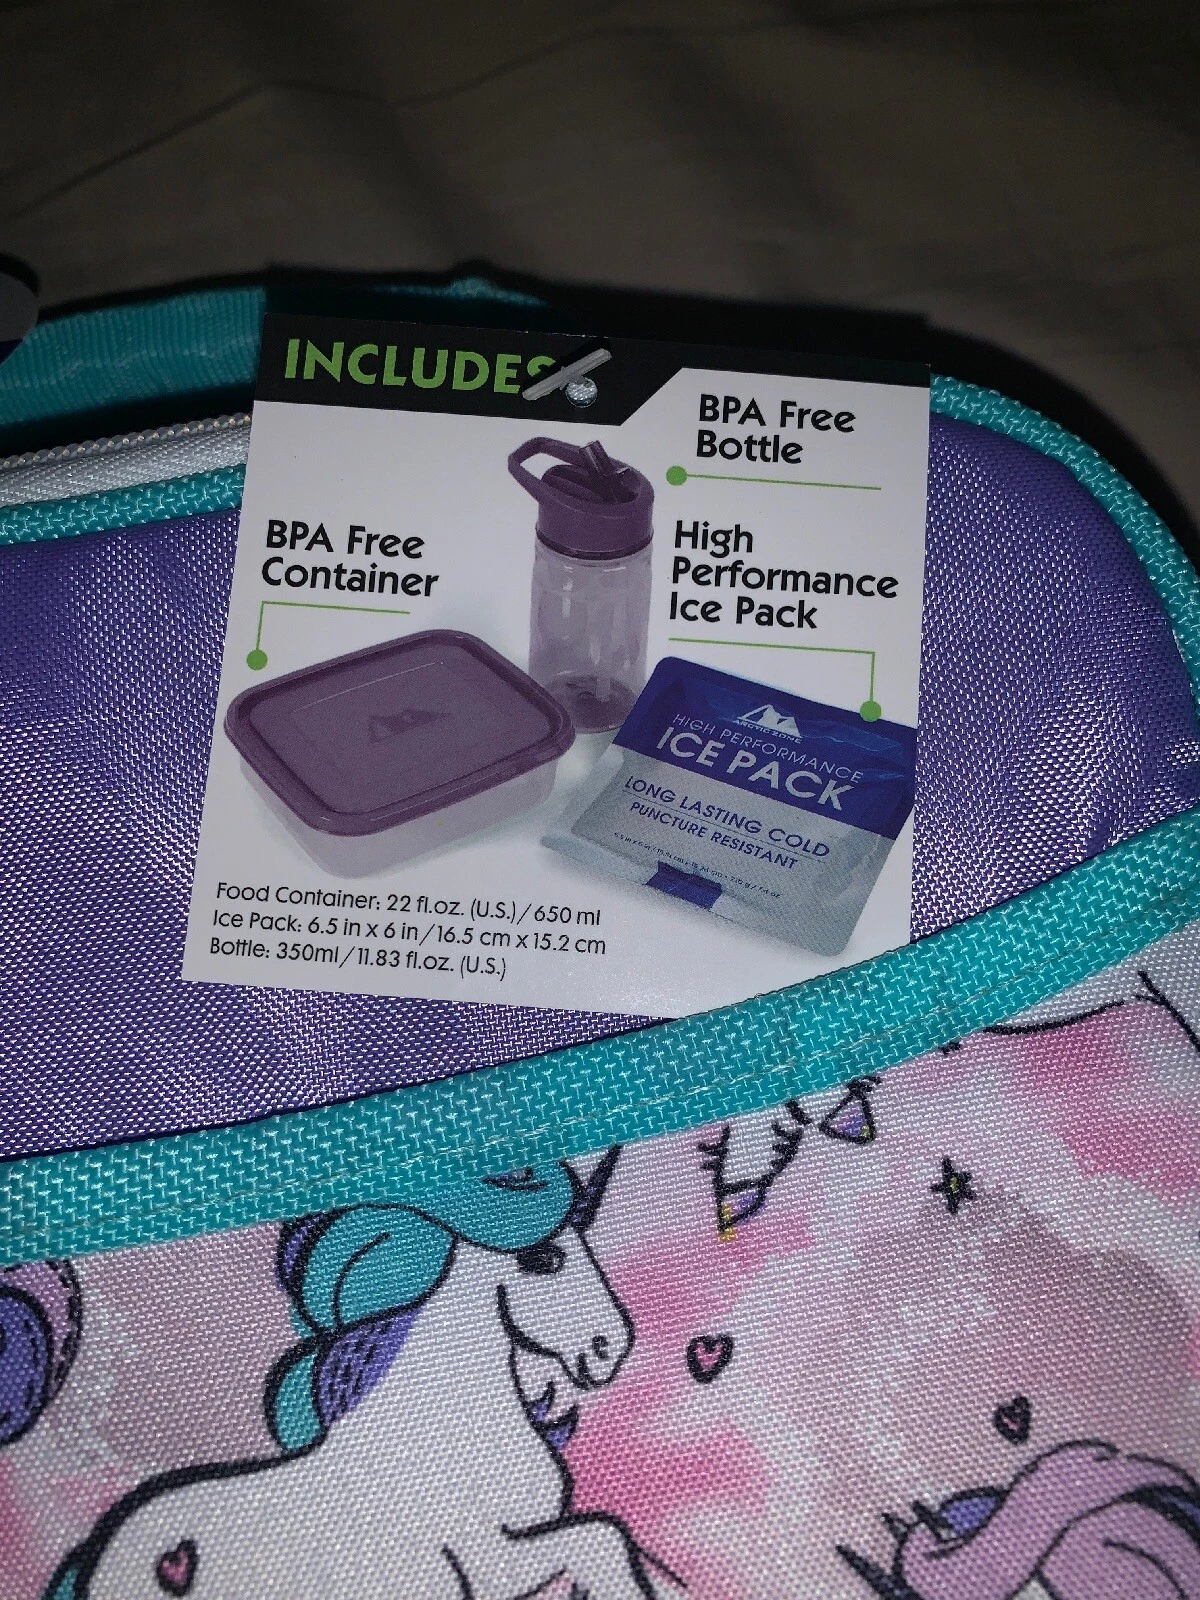 INCLUDES
BPA Free
Bottle
BPA Free
Container
High
Performance
Ice Pack
ARCTIC ZONE
HIGH PERFORMANCE
ICE PACK
LONG LASTING COLD
PUNCTURE RESISTANT
Food Container: 22 fl.oz. (U.S.)/650 ml
Ice Pack: 6.5 in x 6 in/16.5 cm x 15.2 cm
Bottle: 350ml/11.83 fl.oz. (U.S.)